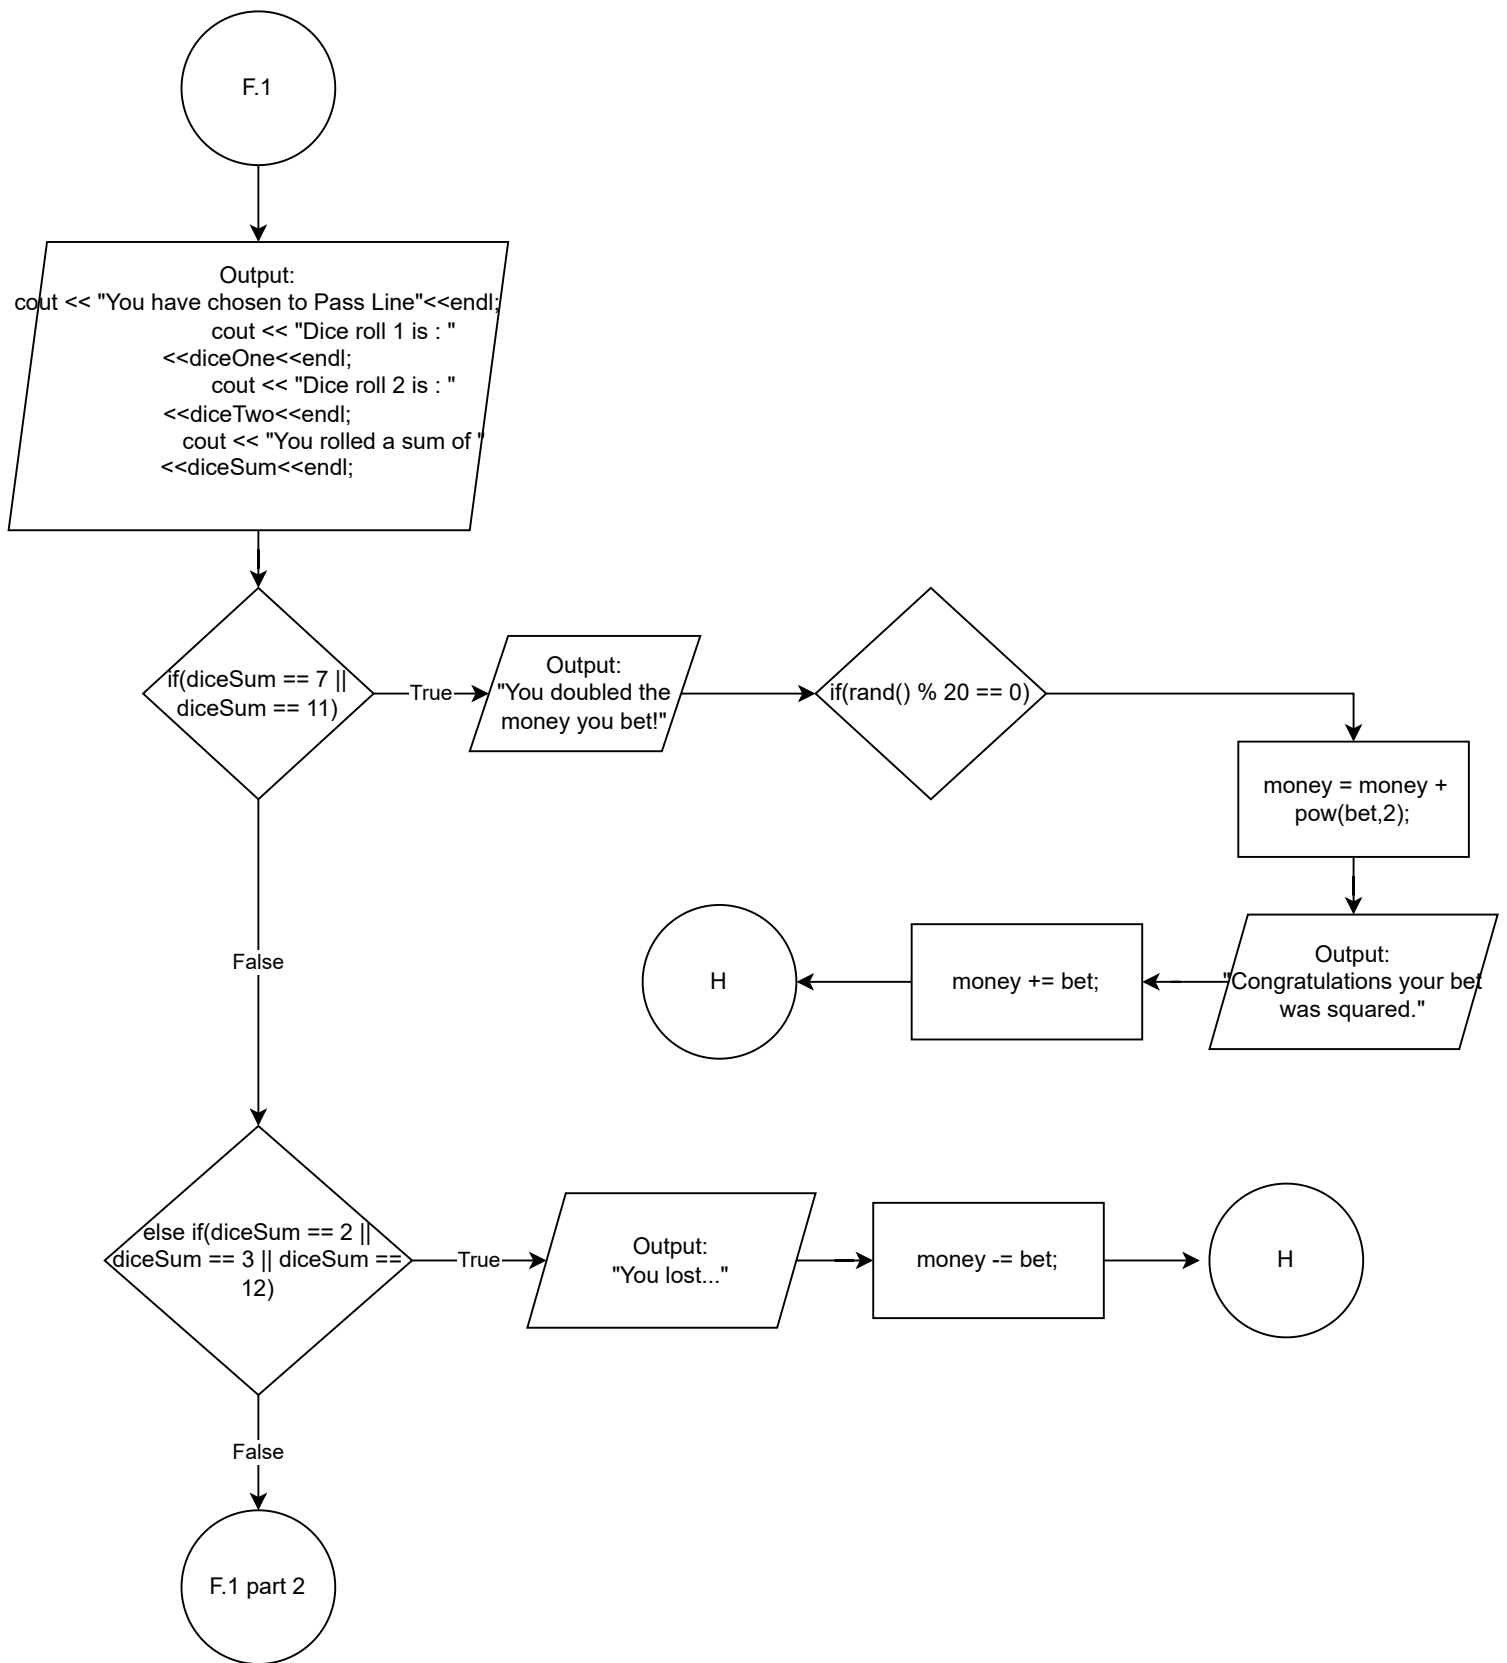 F.1
Output:
cout << "You have chosen to Pass Line"<<endl;
cout << "Dice roll 1 is : "
<<diceOne<<endl;
cout << "Dice roll 2 is : "
<<diceTwo<<endl;
cout << "You rolled a sum of "
<<diceSum<<endl;
if(diceSum == 7 ||
diceSum == 11)
True
Output:
"You doubled the
money you bet!"
if(rand() % 20 == 0)
money = money +
pow(bet,2);
Output:
"Congratulations your bet
was squared."
money += bet;
H
False
else if(diceSum == 2 ||
diceSum == 3 || diceSum ==
12)
True
Output:
"You lost..."
money -= bet;
H
False
F.1 part 2